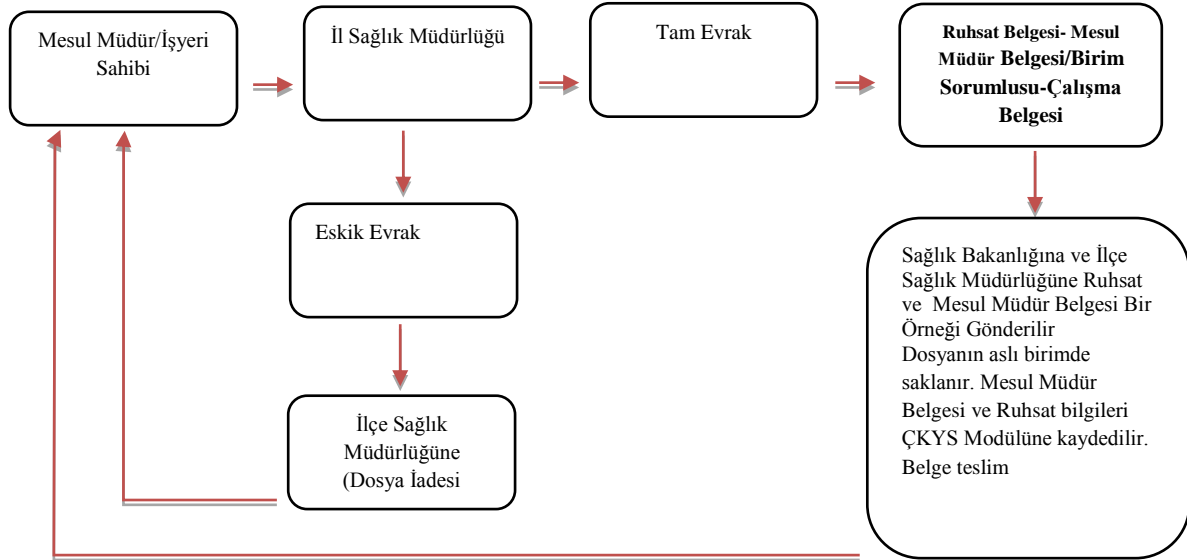 Mesul Müdür/İşyeri
Sahibi
İl Sağlık Müdürlüğü
Tam Evrak
Ruhsat Belgesi- Mesul
Müdür Belgesi/Birim
Sorumlusu-Çalışma
Belgesi
Eskik Evrak
İlçe Sağlık
Müdürlüğüne
(Dosya İadesi
Sağlık Bakanlığına ve İlçe
Sağlık Müdürlüğüne Ruhsat
ve Mesul Müdür Belgesi Bir
Örneği Gönderilir
Dosyanın aslı birimde
saklanır. Mesul Müdür
Belgesi ve Ruhsat bilgileri
ÇKYS Modülüne kaydedilir.
Belge teslim